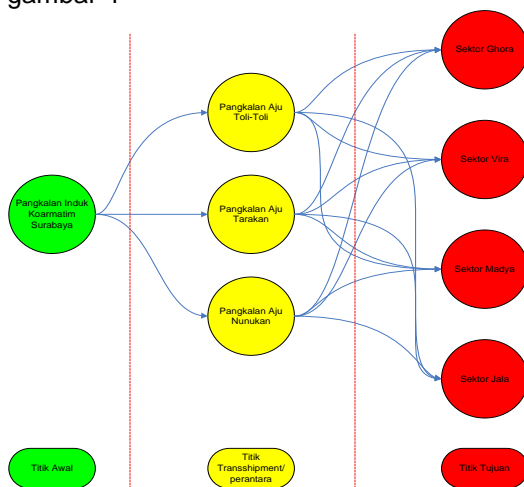 gambar 1
Sektor Ghora
Pangkalan Aju
Toli-Toli
Sektor Vira
Pangkalan Induk
Koarmatim
Surabaya
Pangkalan Aju
Tarakan
Sektor Madya
Pangkalan Aju
Nunukan
Sektor Jala
Titik Awal
Titik
Transshipment/
perantara
Titik Tujuan